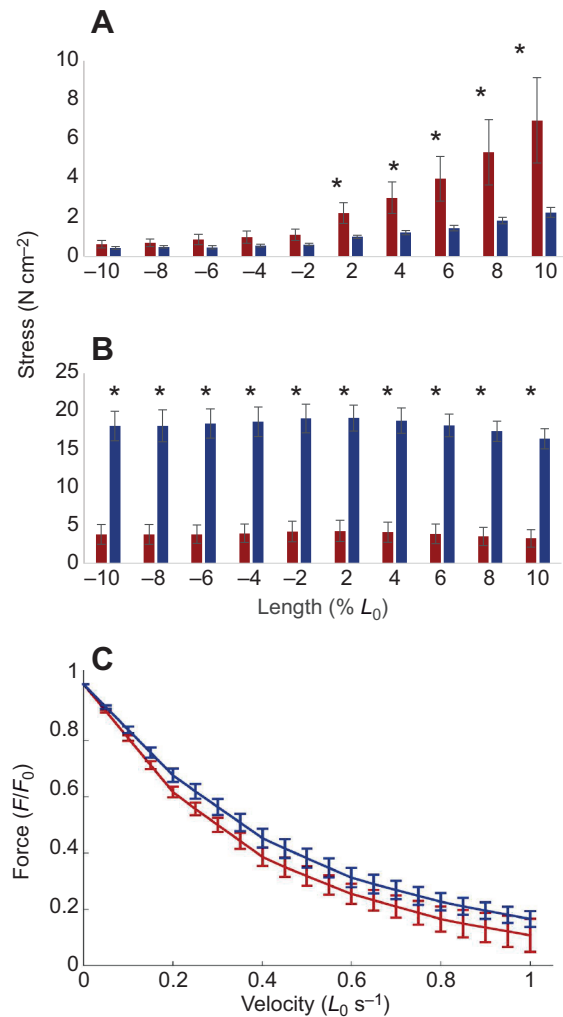 A
10
8
6
4
2
0
* * * * *
–10 –8 –6 –4 –2 2 4 6 8 10
Stress (N cm–2)
B
25
20
15
10
5
0
* * * * * * * * * *
–10 –8 –6 –4 –2 2 4 6 8 10
Length (% L0)
C
1
0.8
0.6
0.4
0.2
0
Force (F/F0)
0 0.2 0.4 0.6 0.8 1
Velocity (L0 s–1)